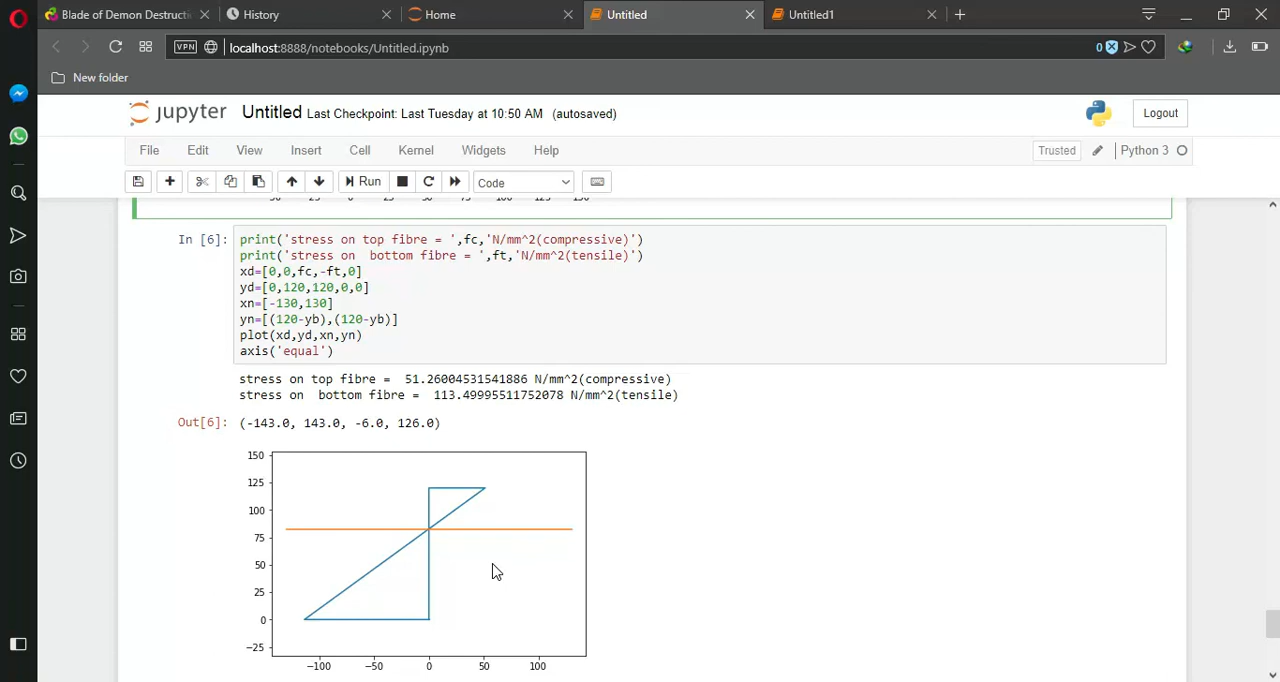 Blade of Demon Destructi
History
Home
Untitled
Untitled1
VPN
localhost:8888/notebooks/Untitled.ipynb
0
New folder
jupyter Untitled Last Checkpoint: Last Tuesday at 10:50 AM (autosaved)
Logout
File Edit View Insert Cell Kernel Widgets Help
Trusted
Python 3
Run
Code
In [6]:
print('stress on top fibre = ',fc,'N/mm^2(compressive)')
print('stress on  bottom fibre = ',ft,'N/mm^2(tensile)')
xd=[0,0,fc,-ft,0]
yd=[0,120,120,0,0]
xn=[-130,130]
yn=[(120-yb),(120-yb)]
plot(xd,yd,xn,yn)
axis('equal')
stress on top fibre =  51.26004531541886 N/mm^2(compressive)
stress on  bottom fibre =  113.49995511752078 N/mm^2(tensile)
Out[6]: (-143.0, 143.0, -6.0, 126.0)
150
125
100
75
50
25
0
−25
−100 −50 0 50 100